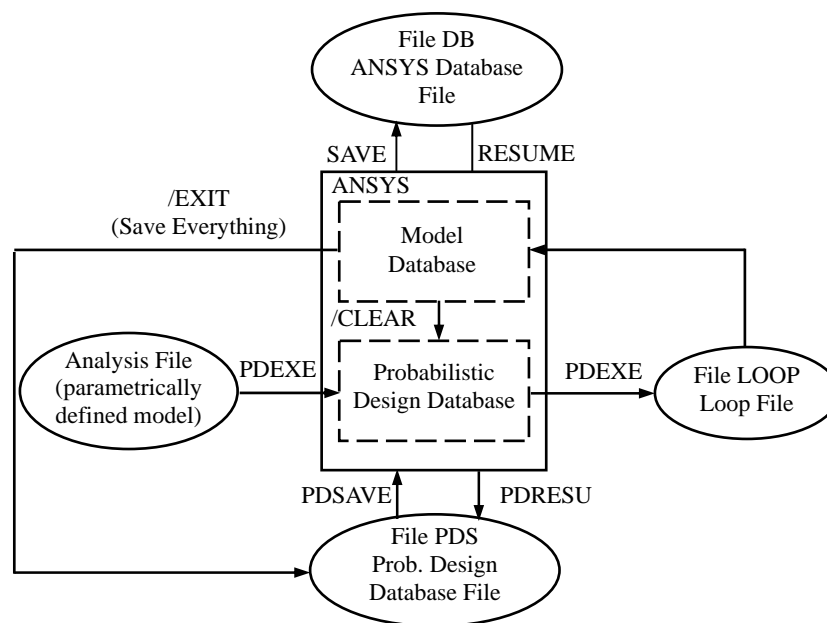 File DB
ANSYS Database
File
SAVE
RESUME
ANSYS
/EXIT
(Save Everything)
Model
Database
/CLEAR
Analysis File
(parametrically
defined model)
PDEXE
Probabilistic
Design Database
PDEXE
File LOOP
Loop File
PDSAVE
PDRESU
File PDS
Prob. Design
Database File